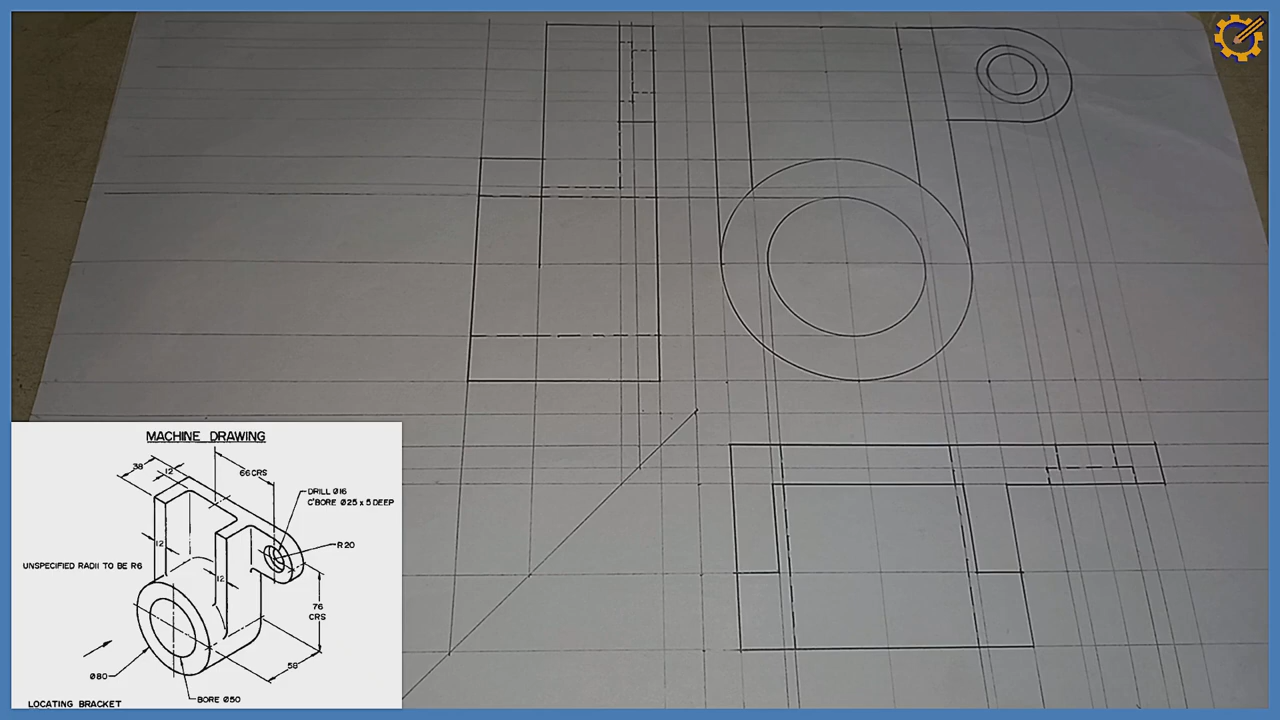 MACHINE DRAWING
38
12
66 CRS
DRILL Ø16
C'BORE Ø25 x 5 DEEP
12
R 20
UNSPECIFIED RADII TO BE R6
12
76
CRS
58
Ø80
BORE Ø50
LOCATING BRACKET